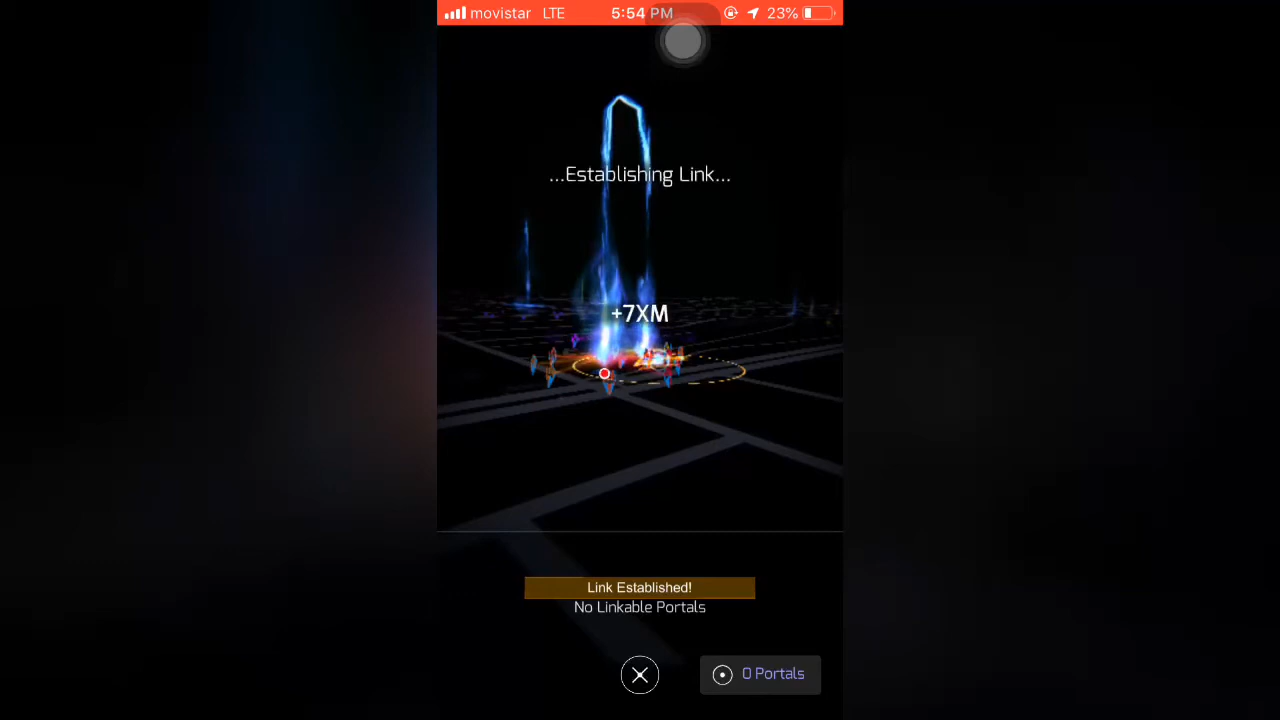 movistar LTE 5:54 PM 23%
...Establishing Link...
+7XM
Link Established!
No Linkable Portals
0 Portals